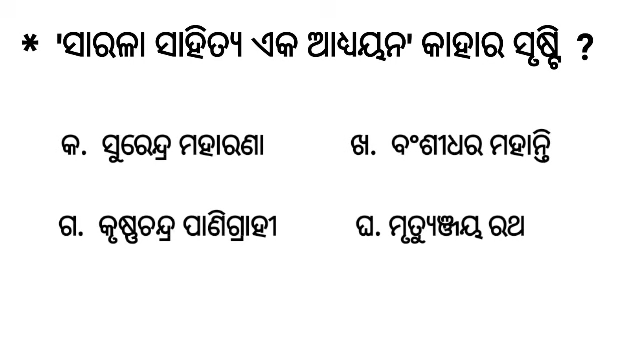 * 'ସାରଳା ସାହିତ୍ୟ ଏକ ଆଧ୍ୟୟନ' କାହାର ସୃଷ୍ଟି ?
କ. ସୁରେନ୍ଦ୍ର ମହାରଣା ଖ. ବଂଶୀଧର ମହାନ୍ତି
ଗ. କୃଷ୍ଣଚନ୍ଦ୍ର ପାଣିଗ୍ରାହୀ ଘ. ମୃତ୍ୟୁଞ୍ଜୟ ରଥ